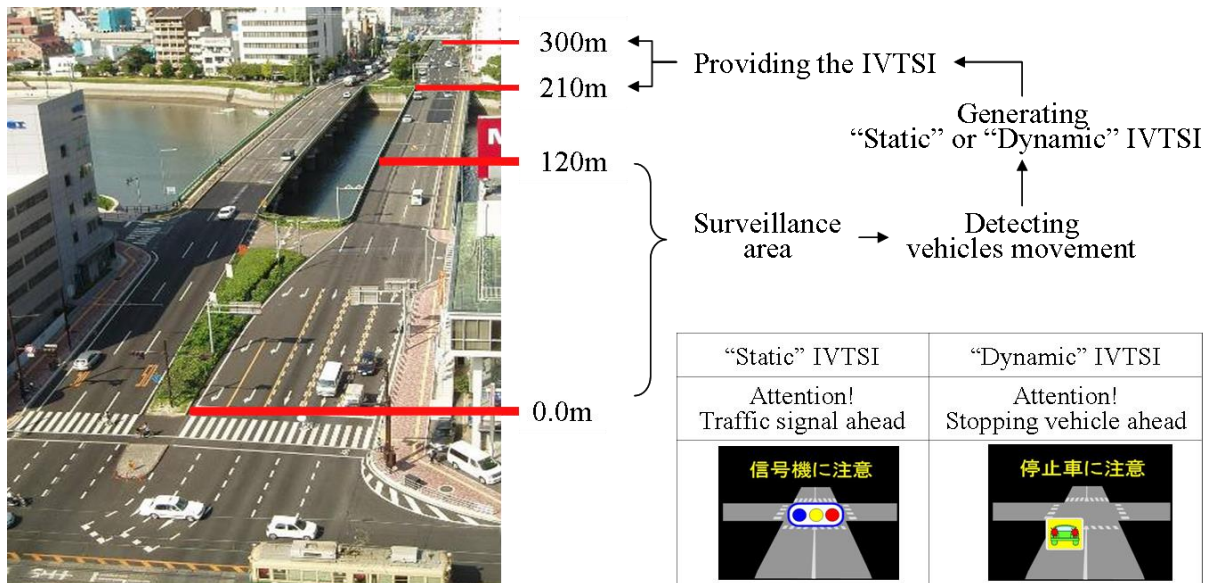 300m
210m
120m
0.0m
Providing the IVTSI
Generating
“Static” or “Dynamic” IVTSI
Surveillance
area
Detecting
vehicles movement
“Static” IVTSI
“Dynamic” IVTSI
Attention!
Traffic signal ahead
Attention!
Stopping vehicle ahead
信号機に注意
停止車に注意